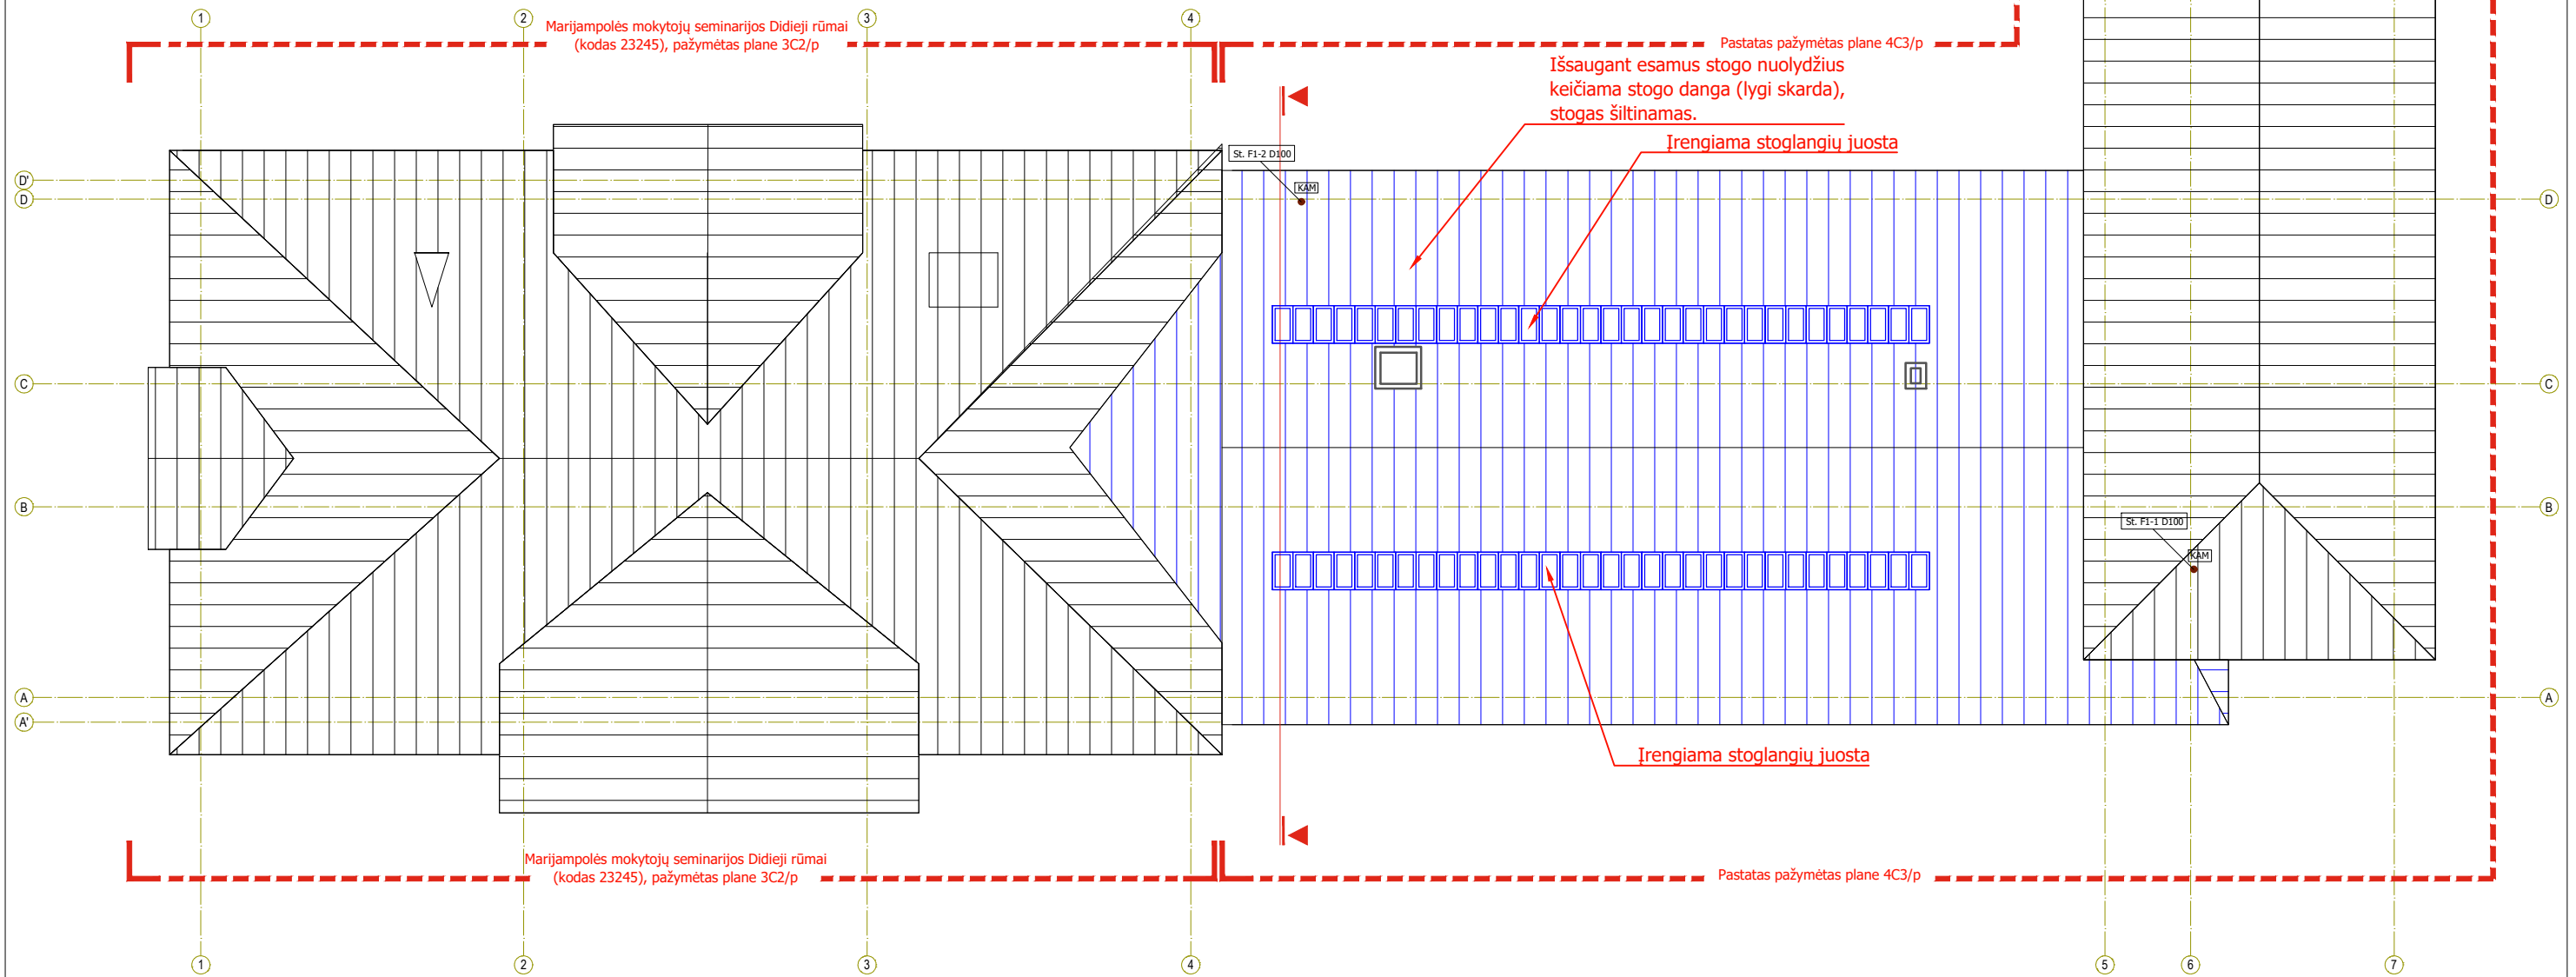 1
2
3
4
Marijampolės mokytojų seminarijos Didieji rūmai
(kodas 23245), pažymėtas plane 3C2/p
Pastatas pažymėtas plane 4C3/p
Išsaugant esamus stogo nuolydžius
keičiama stogo danga (lygi skarda),
stogas šiltinamas.
Įrengiama stoglangių juosta
St. F1-2 D100
KAM
D'
D
D
C
C
B
B
St. F1-1 D100
KAM
A
A
A'
Įrengiama stoglangių juosta
Marijampolės mokytojų seminarijos Didieji rūmai
(kodas 23245), pažymėtas plane 3C2/p
Pastatas pažymėtas plane 4C3/p
1
2
3
4
5
6
7